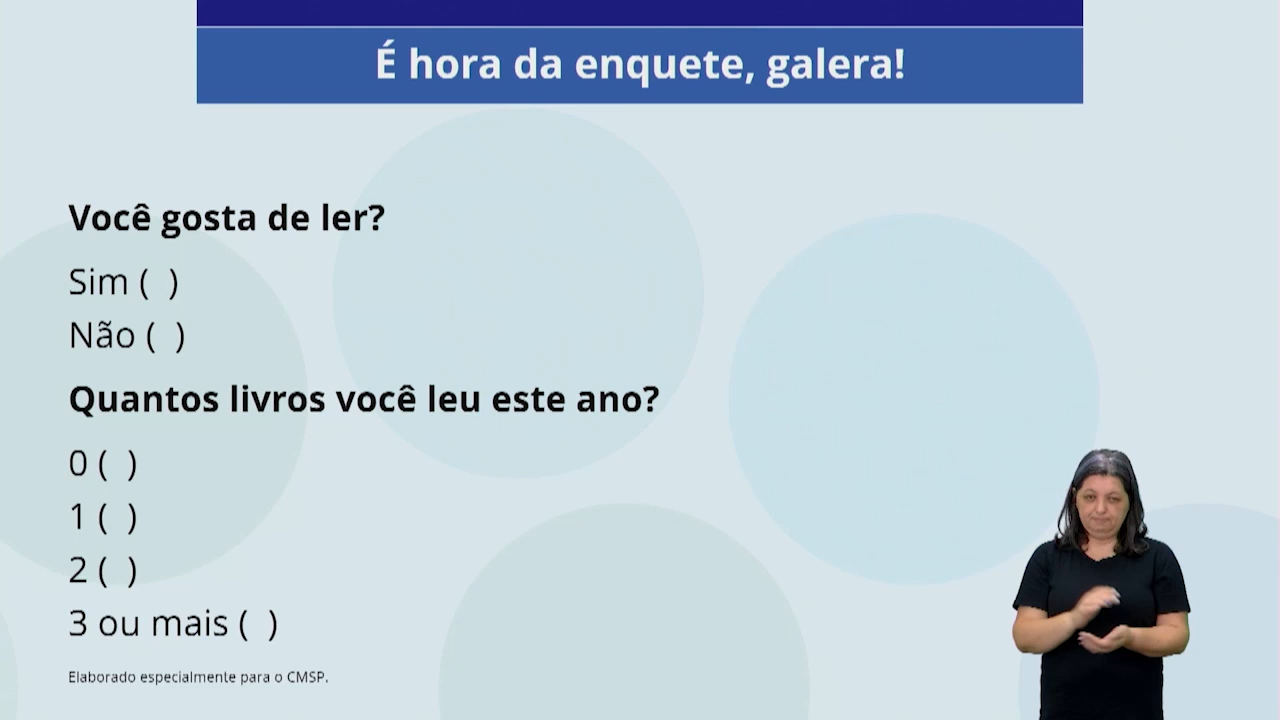 É hora da enquete, galera!
Você gosta de ler?
Sim (  )
Não (  )
Quantos livros você leu este ano?
0 (  )
1 (  )
2 (  )
3 ou mais (  )
Elaborado especialmente para o CMSP.